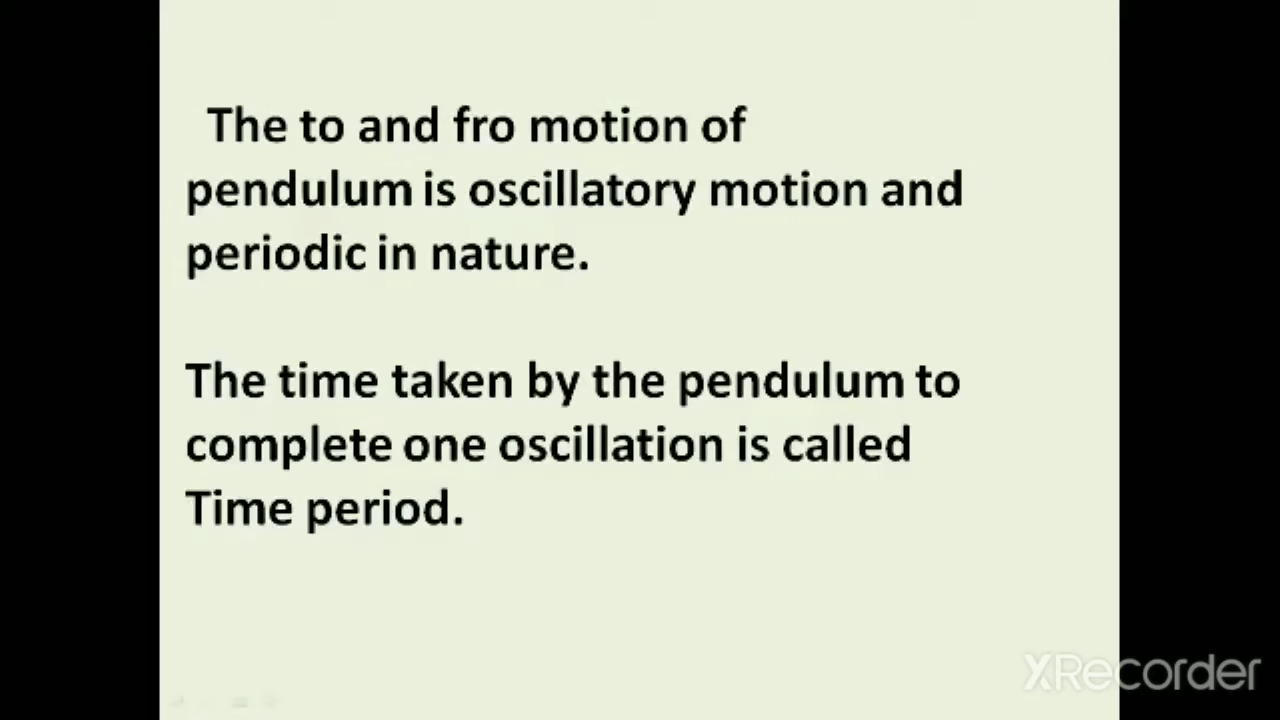 The to and fro motion of
pendulum is oscillatory motion and
periodic in nature.
The time taken by the pendulum to
complete one oscillation is called
Time period.
XRecorder